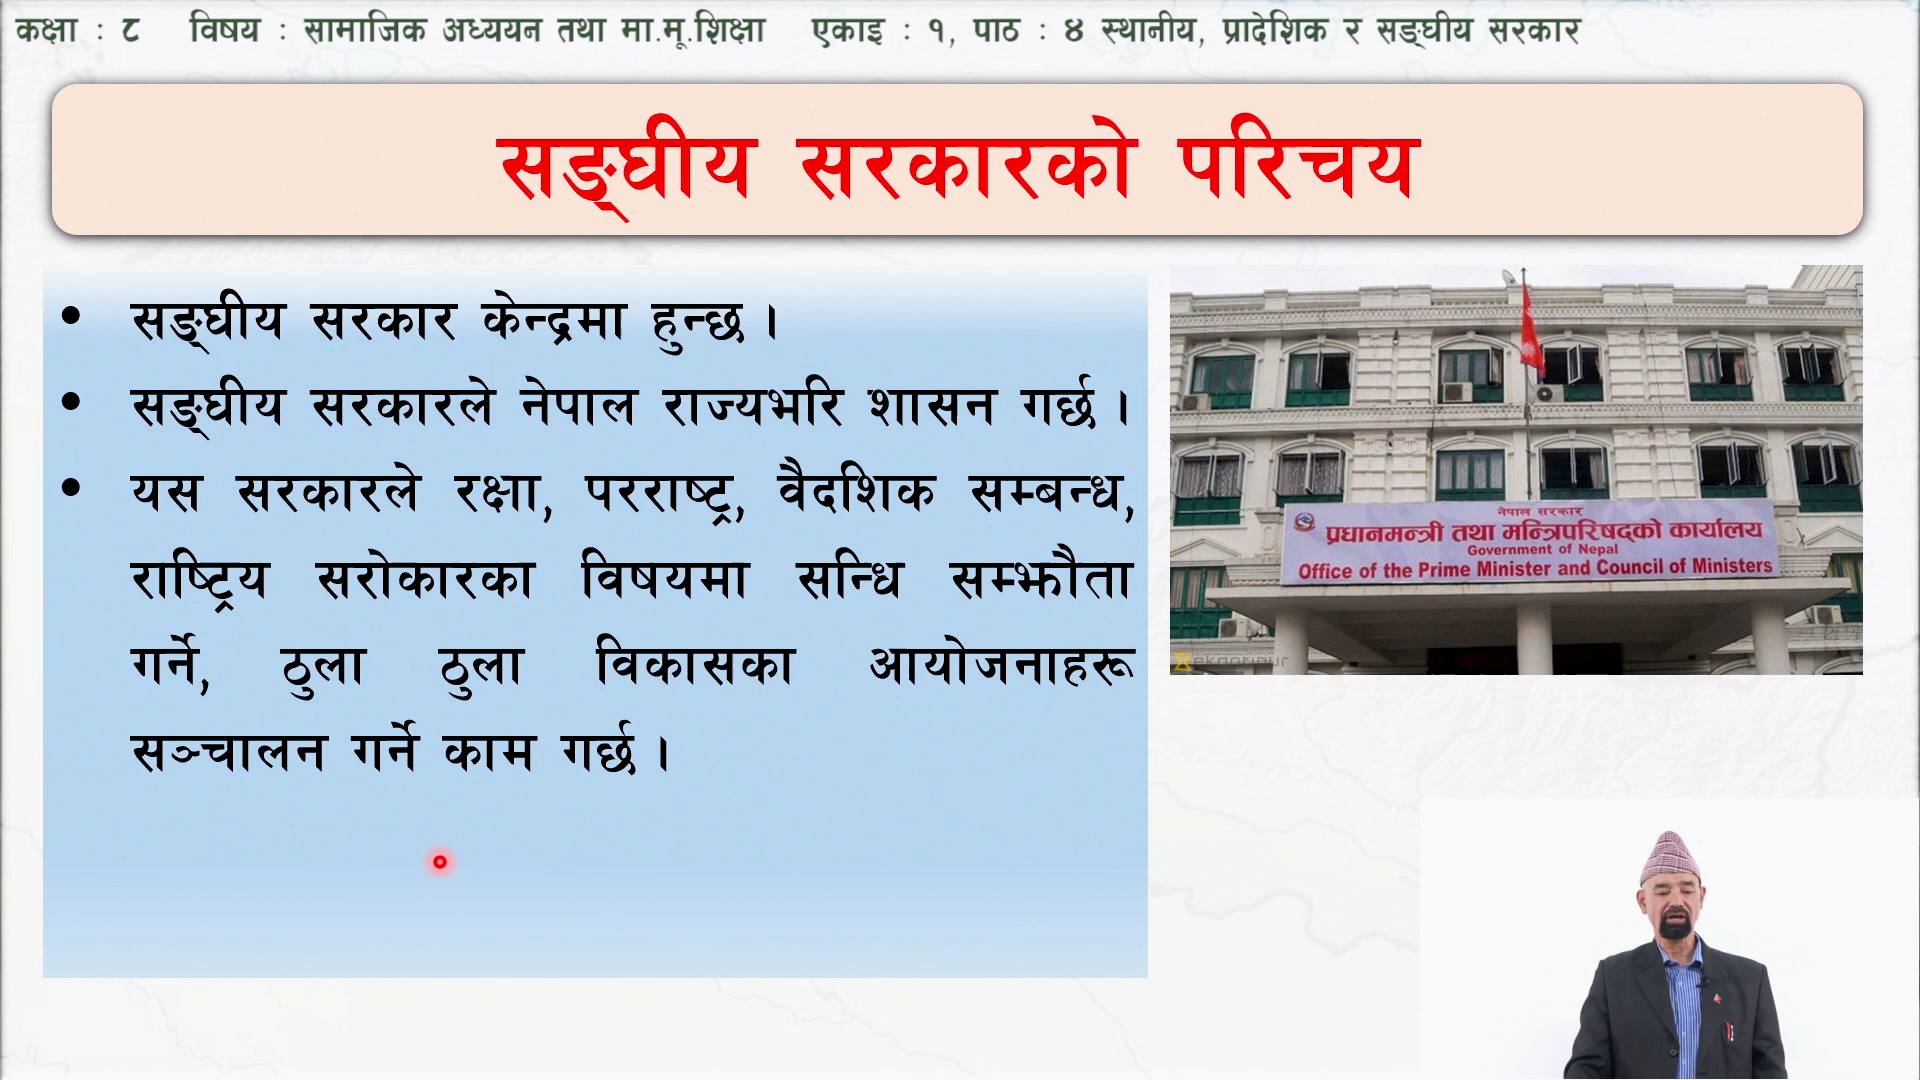 कक्षा : ८ विषय : सामाजिक अध्ययन तथा मा.मू.शिक्षा एकाइ : १, पाठ : ४ स्थानीय, प्रादेशिक र सङ्घीय सरकार
सङ्घीय सरकारको परिचय
• सङ्घीय सरकार केन्द्रमा हुन्छ ।
• सङ्घीय सरकारले नेपाल राज्यभरि शासन गर्छ ।
• यस सरकारले रक्षा, परराष्ट्र, वैदशिक सम्बन्ध,
राष्ट्रिय सरोकारका विषयमा सन्धि सम्झौता
गर्ने, ठुला ठुला विकासका आयोजनाहरू
सञ्चालन गर्ने काम गर्छ ।
नेपाल सरकार
प्रधानमन्त्री तथा मन्त्रिपरिषद्को कार्यालय
Government of Nepal
Office of the Prime Minister and Council of Ministers